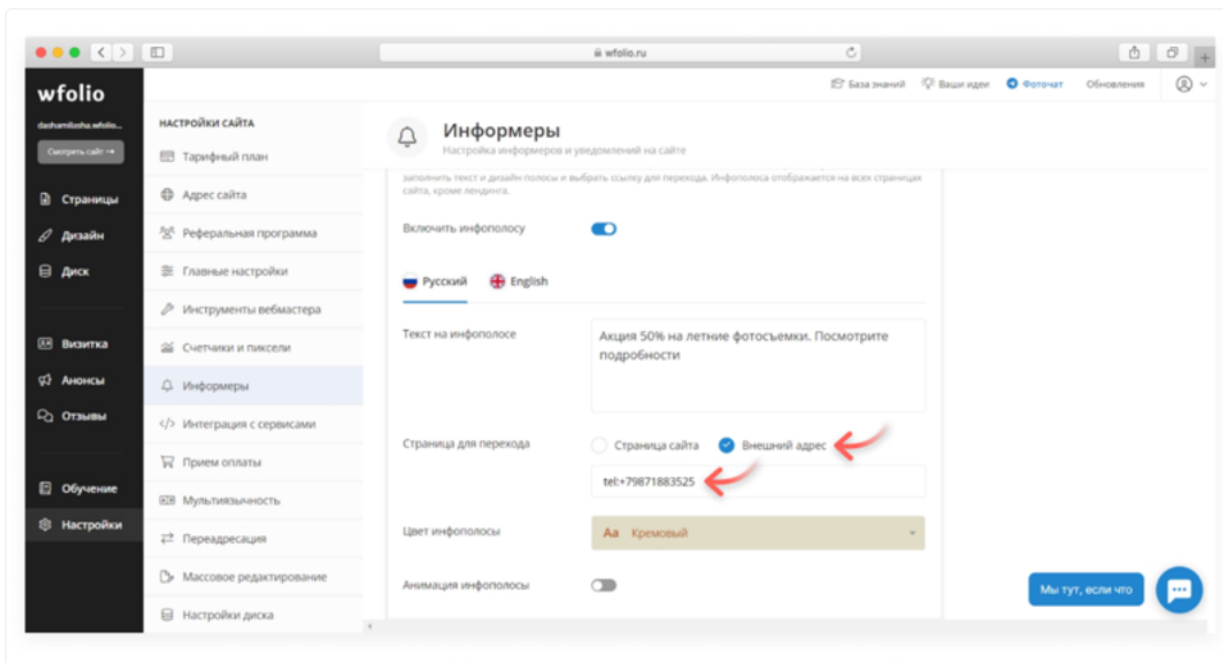 wfolio.ru
wfolio
База знаний
Ваши идеи
Фоточат
Обновления
dashamilasha.wfolio...
Смотреть сайт →
Страницы
Дизайн
Диск
Визитка
Анонсы
Отзывы
Обучение
Настройки
НАСТРОЙКИ САЙТА
Тарифный план
Адрес сайта
Реферальная программа
Главные настройки
Инструменты вебмастера
Счетчики и пиксели
Информеры
Интеграция с сервисами
Прием оплаты
Мультиязычность
Переадресация
Массовое редактирование
Настройки диска
Информеры
Настройка информеров и уведомлений на сайте
заполнить текст и дизайн полосы и выбрать ссылку для перехода. Инфополоса отображается на всех страницах
сайта, кроме лендинга.
Включить инфополосу
Русский
English
Текст на инфополосе
Акция 50% на летние фотосъемки. Посмотрите
подробности
Страница для перехода
Страница сайта
Внешний адрес
tel:+79871883525
Цвет инфополосы
Aa Кремовый
Анимация инфополосы
Мы тут, если что